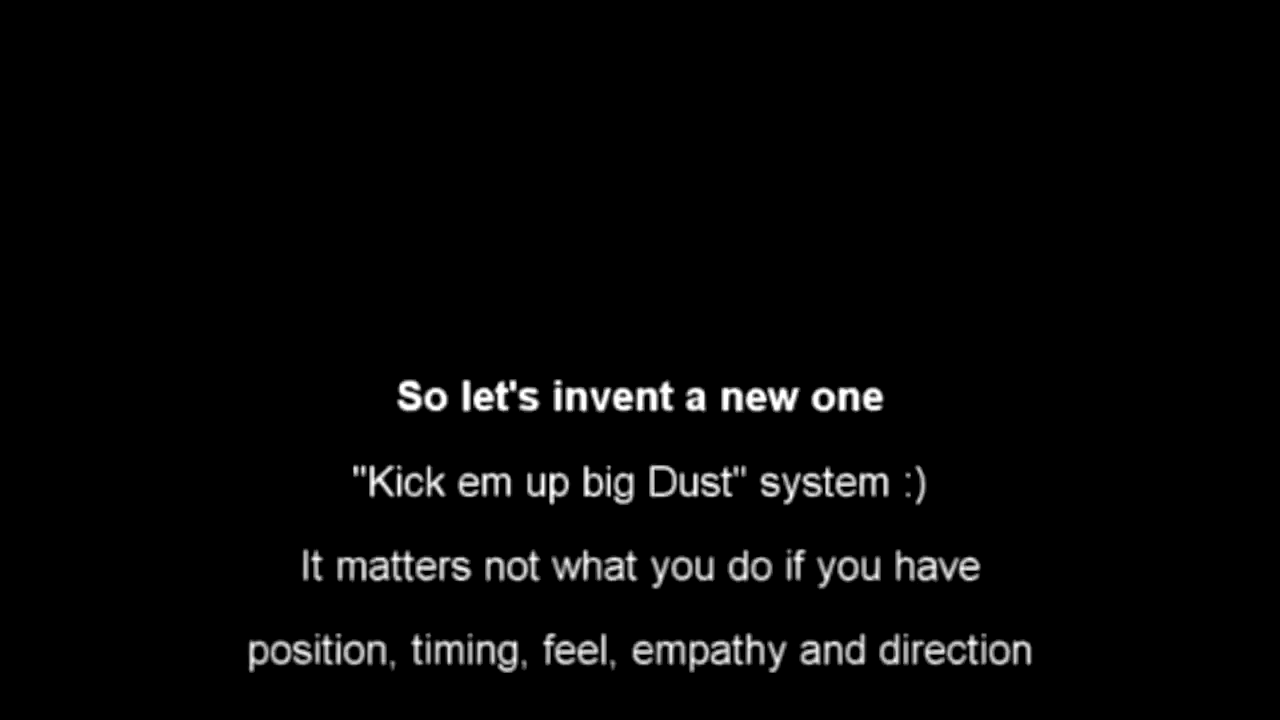 So let's invent a new one
"Kick em up big Dust" system :)
It matters not what you do if you have
position, timing, feel, empathy and direction